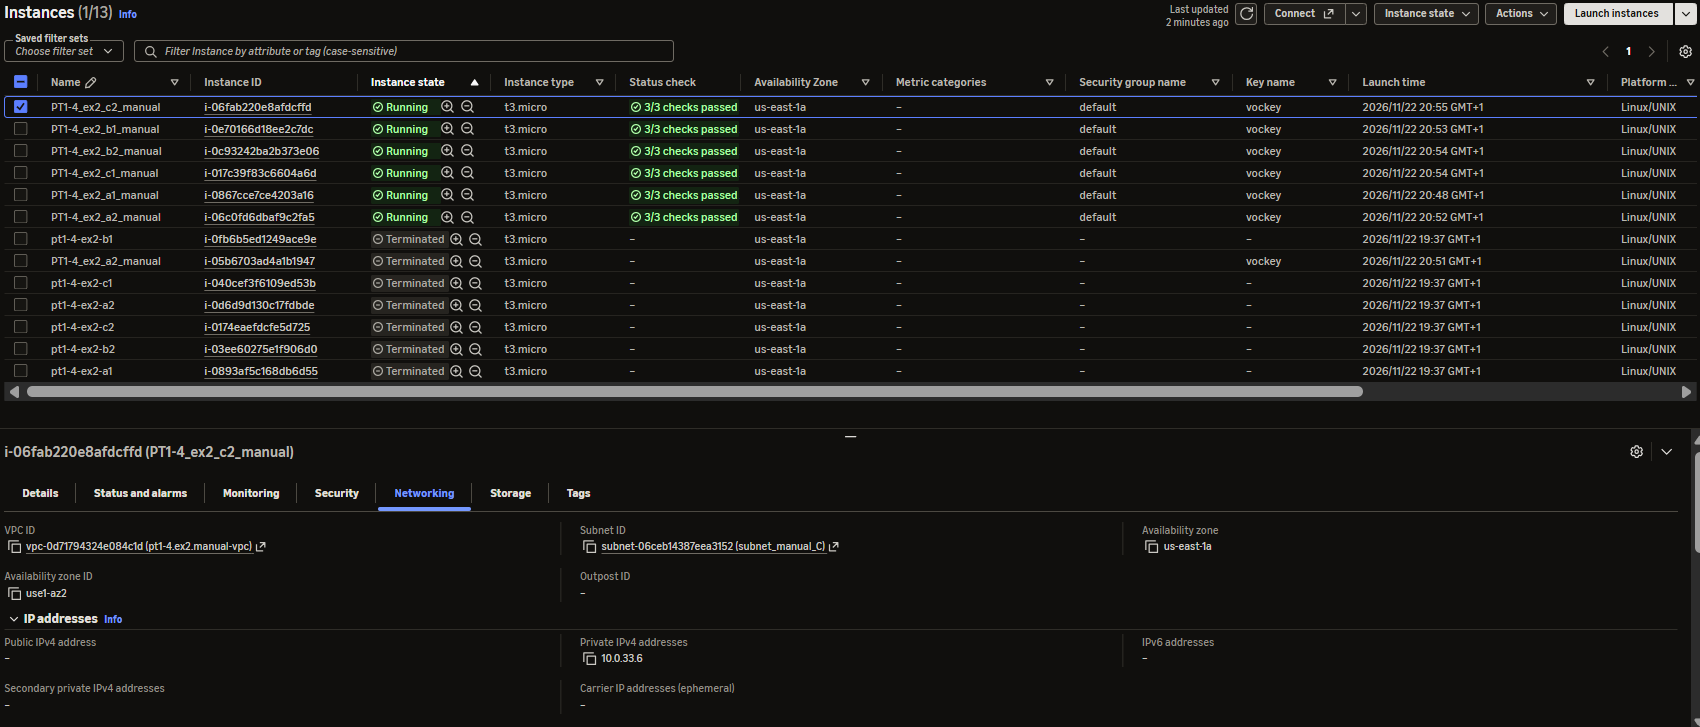 Instances (1/13) Info
Last updated
2 minutes ago
Connect
Instance state
Actions
Launch instances
Saved filter sets
Choose filter set
Filter Instance by attribute or tag (case-sensitive)
1
Name Instance ID Instance state Instance type Status check Availability Zone Metric categories Security group name Key name Launch time Platform ...
PT1-4_ex2_c2_manual i-06fab220e8afdcffd Running t3.micro 3/3 checks passed us-east-1a – default vockey 2026/11/22 20:55 GMT+1 Linux/UNIX
PT1-4_ex2_b1_manual i-0e70166d18ee2c7dc Running t3.micro 3/3 checks passed us-east-1a – default vockey 2026/11/22 20:53 GMT+1 Linux/UNIX
PT1-4_ex2_b2_manual i-0c93242ba2b373e06 Running t3.micro 3/3 checks passed us-east-1a – default vockey 2026/11/22 20:54 GMT+1 Linux/UNIX
PT1-4_ex2_c1_manual i-017c39f83c6604a6d Running t3.micro 3/3 checks passed us-east-1a – default vockey 2026/11/22 20:54 GMT+1 Linux/UNIX
PT1-4_ex2_a1_manual i-0867cce7ce4203a16 Running t3.micro 3/3 checks passed us-east-1a – default vockey 2026/11/22 20:48 GMT+1 Linux/UNIX
PT1-4_ex2_a2_manual i-06c0fd6dbaf9c2fa5 Running t3.micro 3/3 checks passed us-east-1a – default vockey 2026/11/22 20:52 GMT+1 Linux/UNIX
pt1-4-ex2-b1 i-0fb6b5ed1249ace9e Terminated t3.micro – us-east-1a – – – 2026/11/22 19:37 GMT+1 Linux/UNIX
PT1-4_ex2_a2_manual i-05b6703ad4a1b1947 Terminated t3.micro – us-east-1a – – vockey 2026/11/22 20:51 GMT+1 Linux/UNIX
pt1-4-ex2-c1 i-040cef3f6109ed53b Terminated t3.micro – us-east-1a – – – 2026/11/22 19:37 GMT+1 Linux/UNIX
pt1-4-ex2-a2 i-0d6d9d130c17fdbde Terminated t3.micro – us-east-1a – – – 2026/11/22 19:37 GMT+1 Linux/UNIX
pt1-4-ex2-c2 i-0174eaefdcfe5d725 Terminated t3.micro – us-east-1a – – – 2026/11/22 19:37 GMT+1 Linux/UNIX
pt1-4-ex2-b2 i-03ee60275e1f906d0 Terminated t3.micro – us-east-1a – – – 2026/11/22 19:37 GMT+1 Linux/UNIX
pt1-4-ex2-a1 i-0893af5c168db6d55 Terminated t3.micro – us-east-1a – – – 2026/11/22 19:37 GMT+1 Linux/UNIX
i-06fab220e8afdcffd (PT1-4_ex2_c2_manual)
Details Status and alarms Monitoring Security Networking Storage Tags
VPC ID Subnet ID Availability zone
vpc-0d71794324e084c1d (pt1-4.ex2.manual-vpc) subnet-06ceb14387eea3152 (subnet_manual_C) us-east-1a
Availability zone ID Outpost ID
use1-az2 –
IP addresses Info
Public IPv4 address Private IPv4 addresses IPv6 addresses
– 10.0.33.6 –
Secondary private IPv4 addresses Carrier IP addresses (ephemeral)
– –